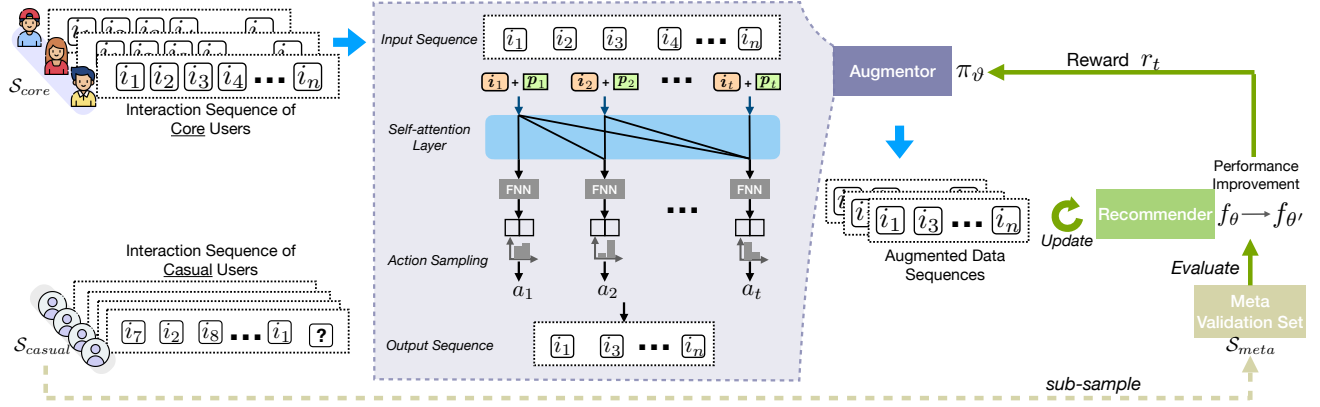 𝒮core
i1 i2 i3 i4 ••• in
Interaction Sequence of
Core Users
Interaction Sequence of
Casual Users
i7 i2 i8 ••• i1 ?
𝒮casual
Input Sequence
i1 i2 i3 i4 ••• in
i1 + p1 i2 + p2 ••• it + pt
Self-attention
Layer
FNN FNN FNN
•••
Action Sampling
a1 a2 at
Output Sequence
i1 i3 ••• in
Augmentor πϑ
Reward rt
i1 i3 ••• in
Augmented Data
Sequences
Update
Recommender
Performance
Improvement
fθ → fθ′
Evaluate
Meta
Validation Set
𝒮meta
sub-sample